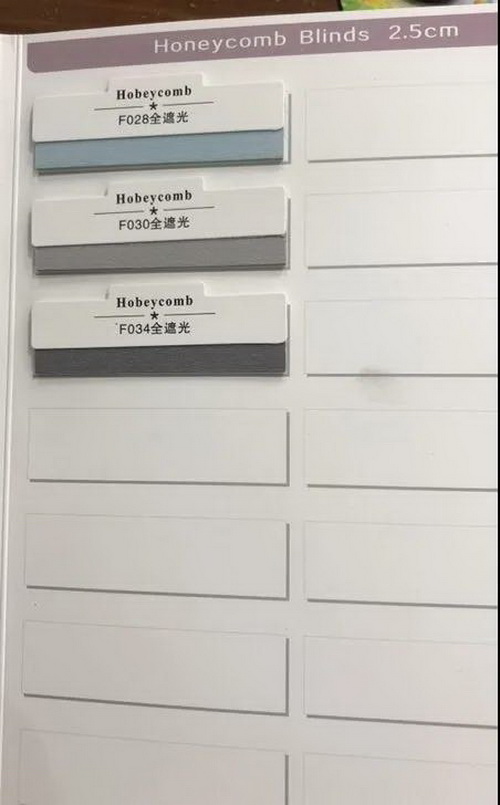 Honeycomb Blinds 2.5cm
Hobeycomb
F028全遮光
Hobeycomb
F030全遮光
Hobeycomb
F034全遮光